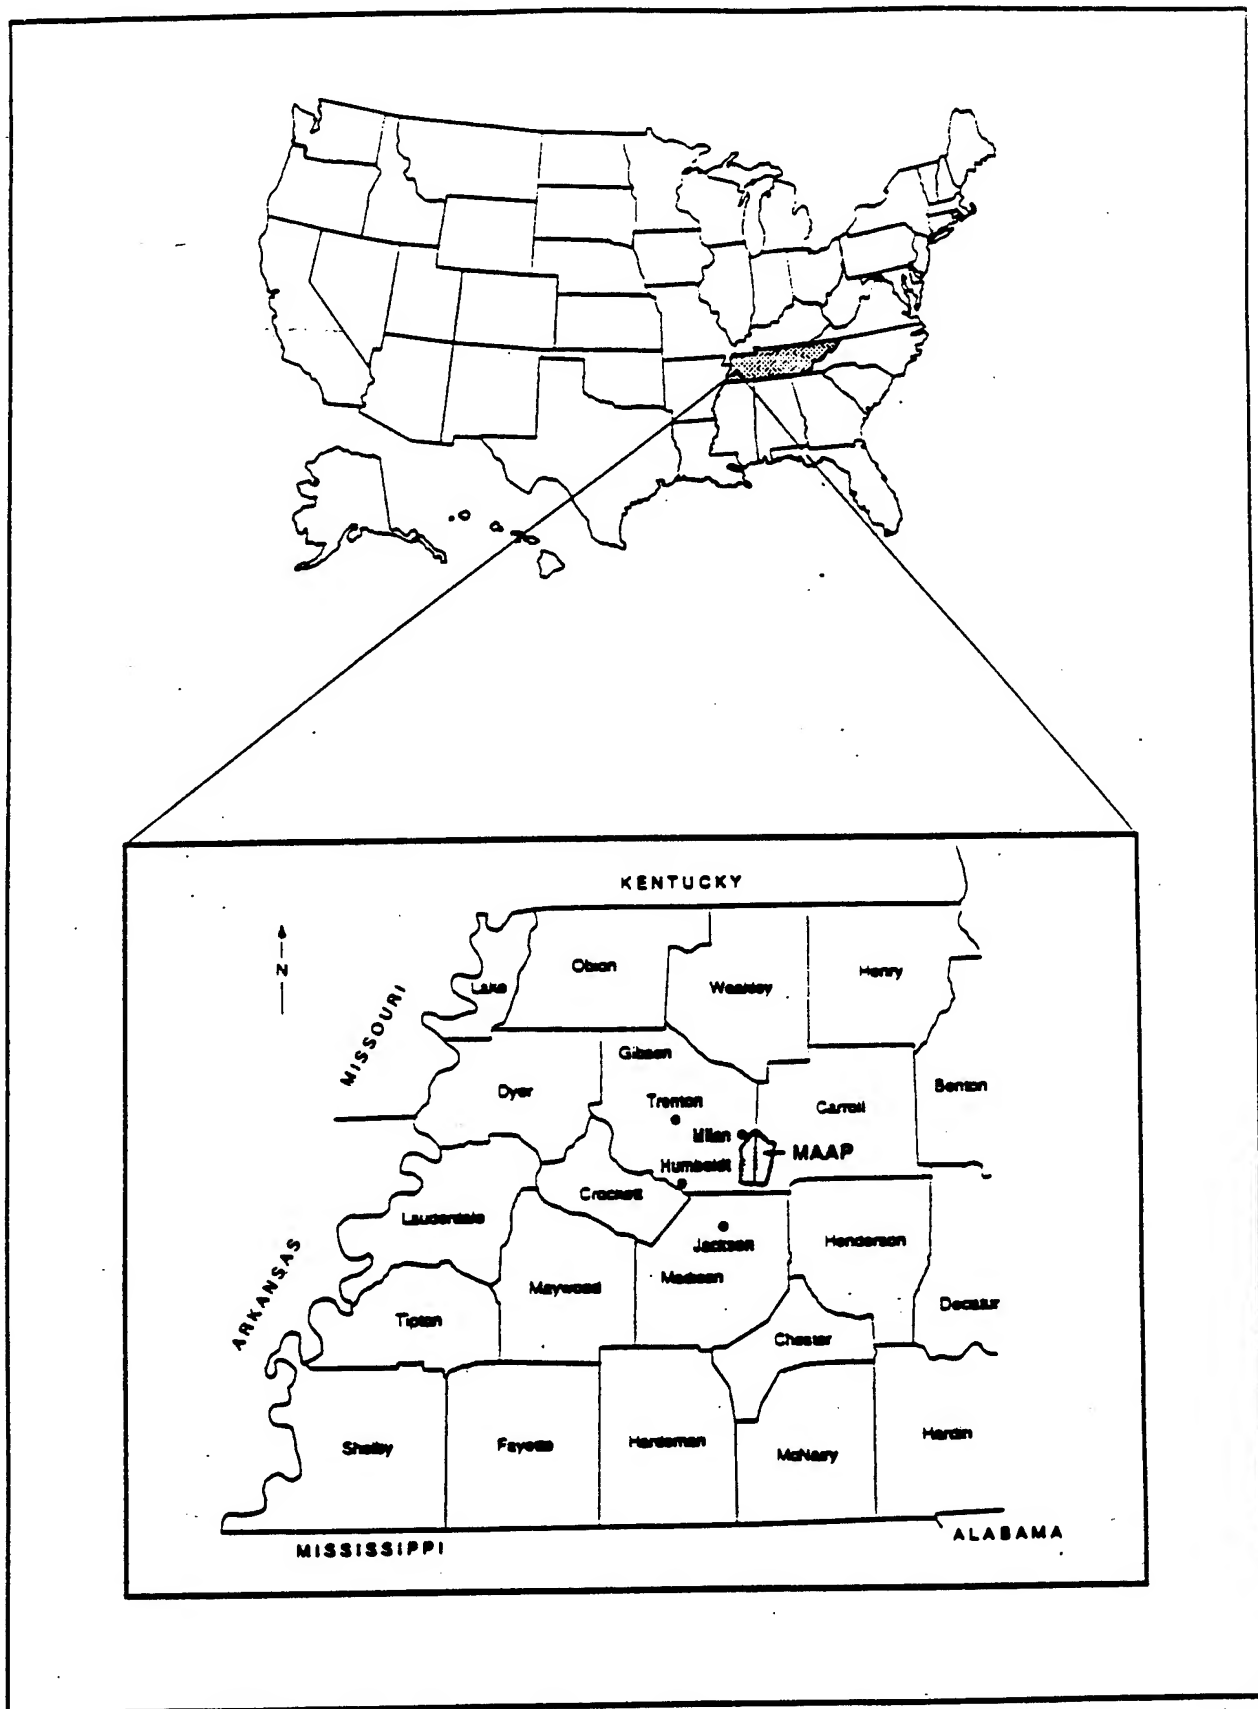 KENTUCKY
N
MISSOURI
Lake
Obion
Weakley
Henry
Gibson
Dyer
Trenton
Carroll
Benton
Milan
MAAP
Humboldt
Crockett
Lauderdale
Jackson
Henderson
ARKANSAS
Maywood
Madison
Tipton
Decatur
Chester
Shelby
Fayette
Hardeman
McNairy
Hardin
MISSISSIPPI
ALABAMA